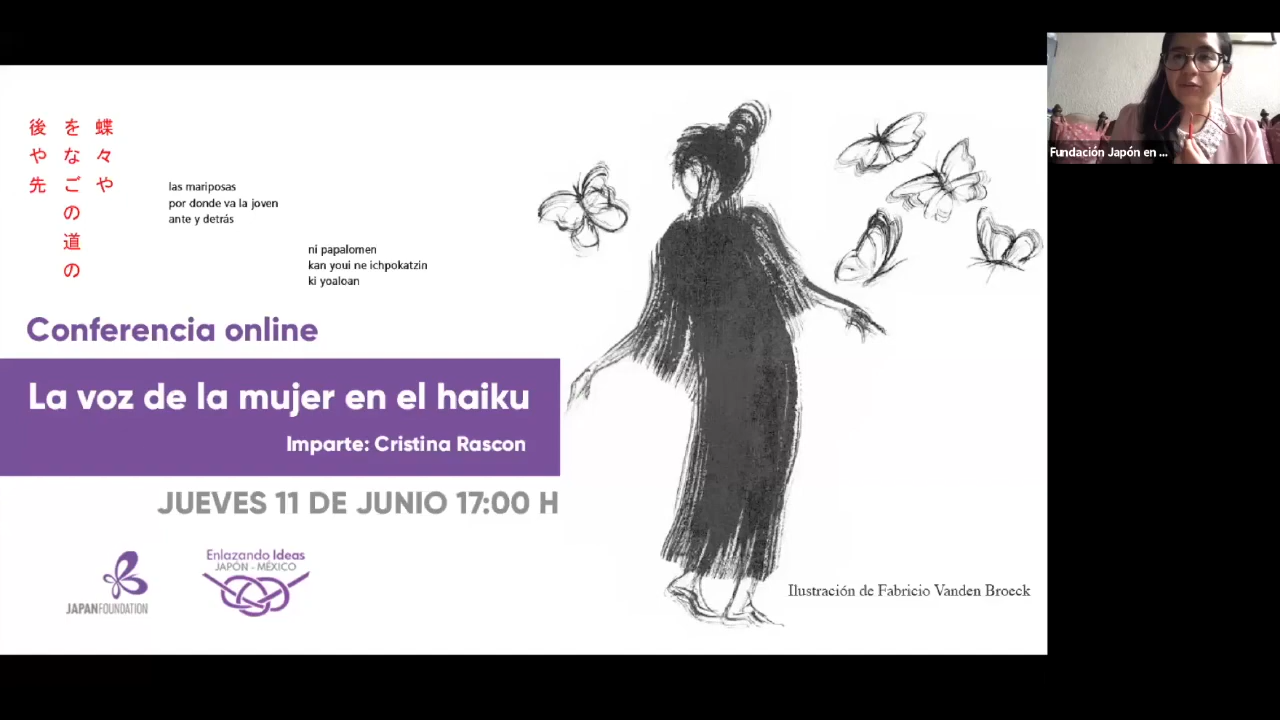 蝶々や
をなごの道の
後や先
las mariposas
por donde va la joven
ante y detrás
ni papalomen
kan youi ne ichpokatzin
ki yoaloan
Conferencia online
La voz de la mujer en el haiku
Imparte: Cristina Rascon
JUEVES 11 DE JUNIO 17:00 H
JAPANFOUNDATION
Enlazando Ideas
JAPÓN - MÉXICO
Ilustración de Fabricio Vanden Broeck
Fundación Japón en ...